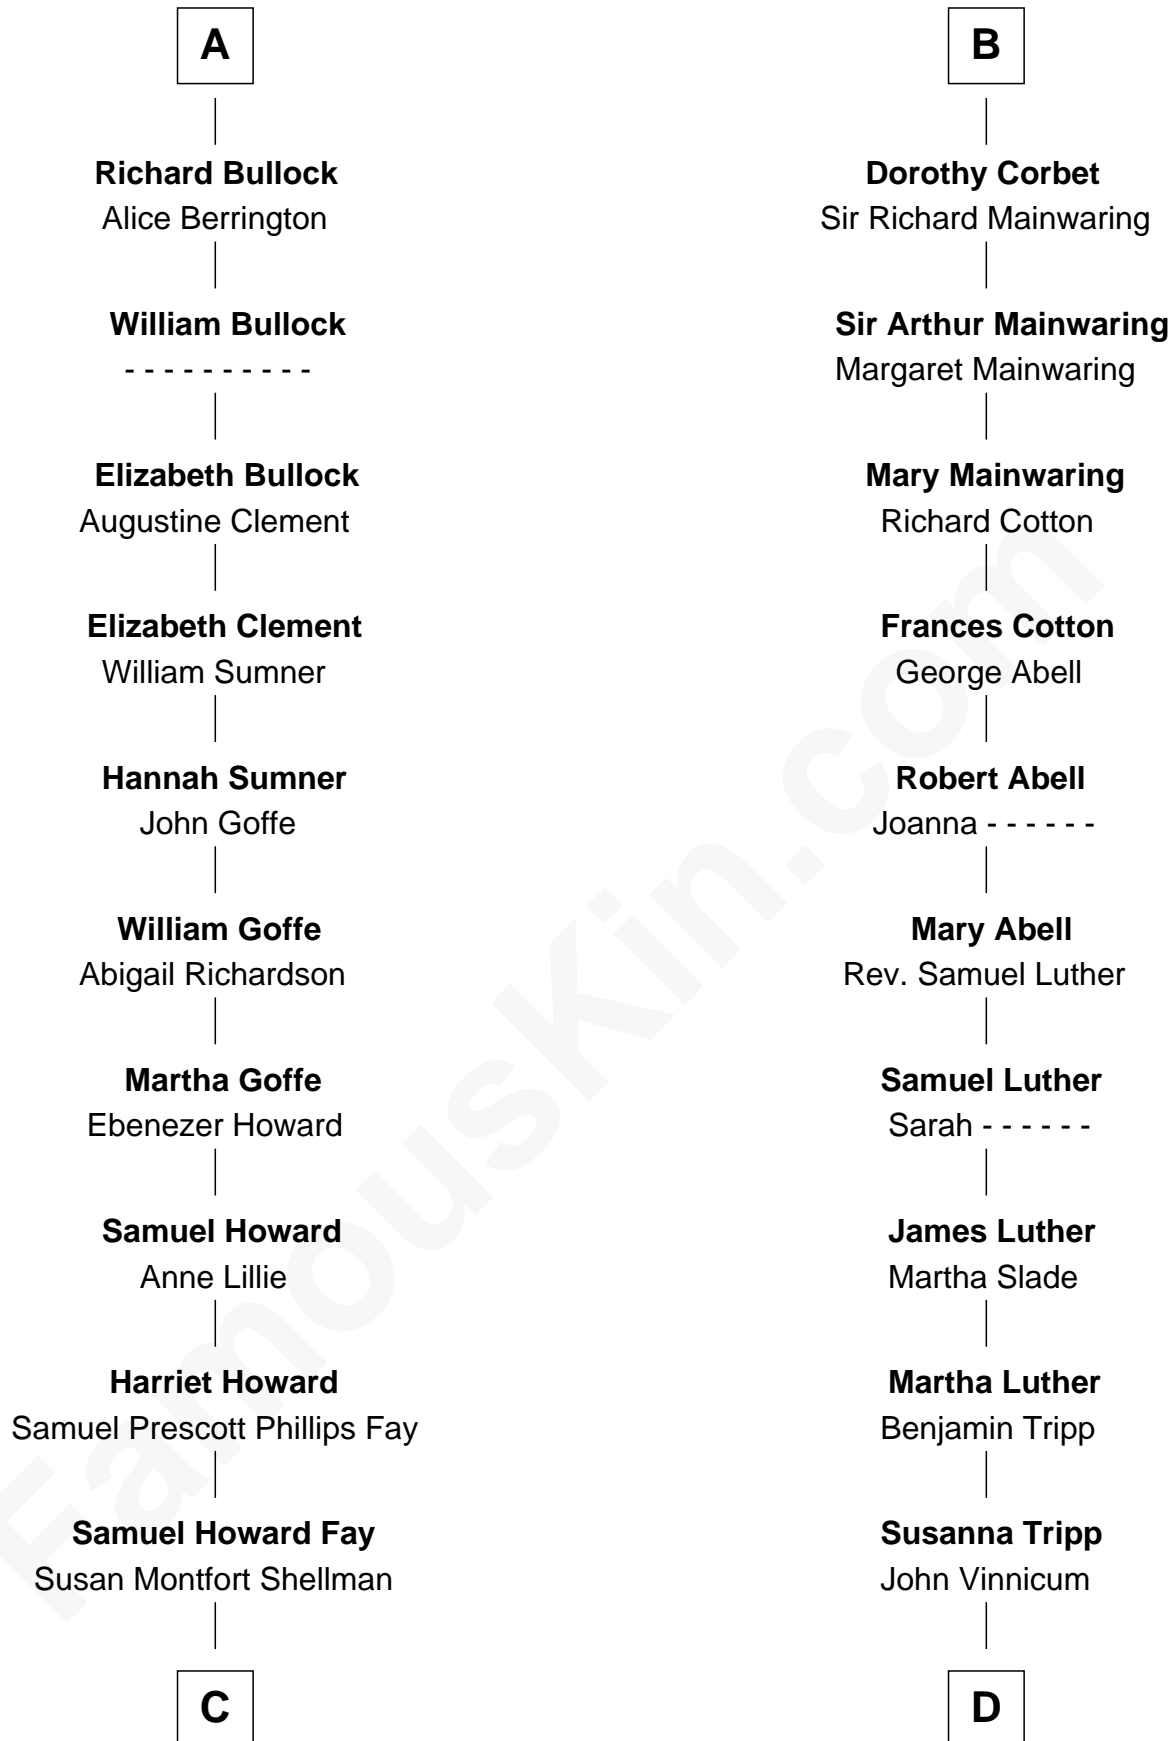 A
Richard Bullock
Alice Berrington
William Bullock
- - - - - - - - - -
Elizabeth Bullock
Augustine Clement
Elizabeth Clement
William Sumner
Hannah Sumner
John Goffe
William Goffe
Abigail Richardson
Martha Goffe
Ebenezer Howard
Samuel Howard
Anne Lillie
Harriet Howard
Samuel Prescott Phillips Fay
Samuel Howard Fay
Susan Montfort Shellman
C
B
Dorothy Corbet
Sir Richard Mainwaring
Sir Arthur Mainwaring
Margaret Mainwaring
Mary Mainwaring
Richard Cotton
Frances Cotton
George Abell
Robert Abell
Joanna - - - - - -
Mary Abell
Rev. Samuel Luther
Samuel Luther
Sarah - - - - - -
James Luther
Martha Slade
Martha Luther
Benjamin Tripp
Susanna Tripp
John Vinnicum
D
FamousKin.com